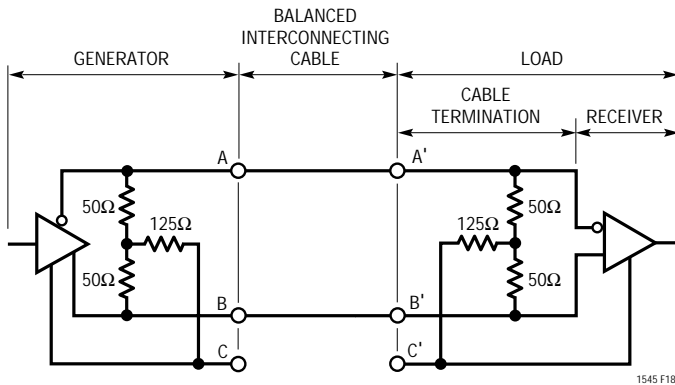 BALANCED
INTERCONNECTING
CABLE
GENERATOR
LOAD
CABLE
TERMINATION
RECEIVER
A
A'
50Ω
125Ω
50Ω
125Ω
50Ω
50Ω
B
B'
C
C'
1545 F18